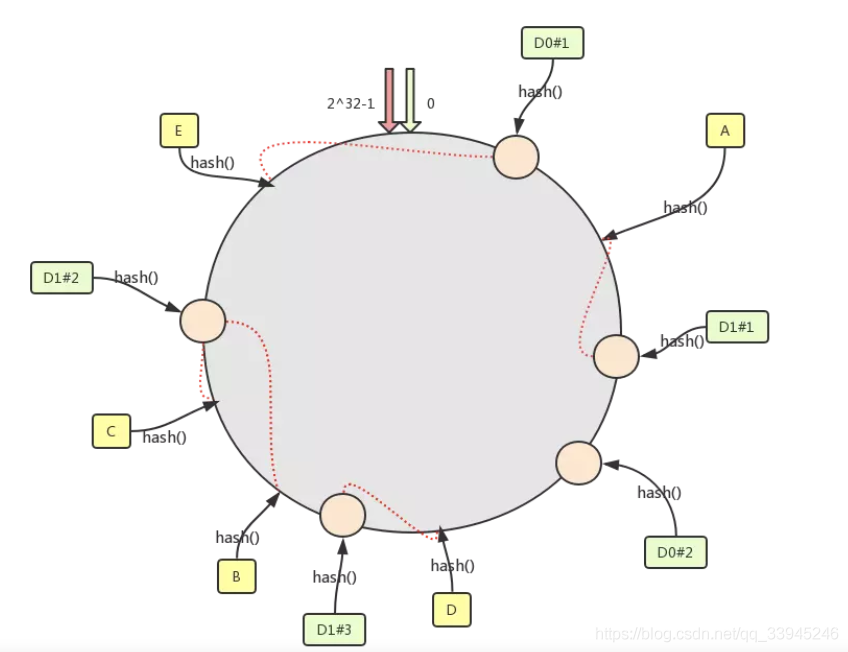 D0#1
2^32-1
0
hash()
E
A
hash()
hash()
D1#2
hash()
D1#1
hash()
C
hash()
hash()
hash()
D0#2
hash()
B
hash()
D
D1#3
https://blog.csdn.net/qq_33945246